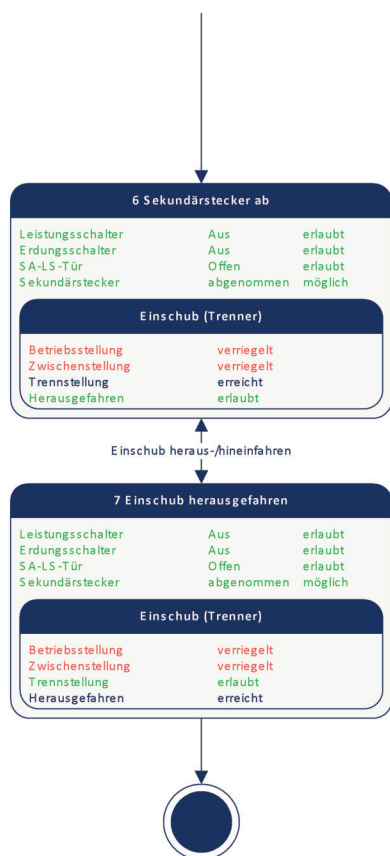 6 Sekundärstecker ab
Leistungsschalter Aus erlaubt
Erdungsschalter Aus erlaubt
SA-LS-Tür Offen erlaubt
Sekundärstecker abgenommen möglich
Einschub (Trenner)
Betriebsstellung verriegelt
Zwischenstellung verriegelt
Trennstellung erreicht
Herausgefahren erlaubt
Einschub heraus-/hineinfahren
7 Einschub herausgefahren
Leistungsschalter Aus erlaubt
Erdungsschalter Aus erlaubt
SA-LS-Tür Offen erlaubt
Sekundärstecker abgenommen möglich
Einschub (Trenner)
Betriebsstellung verriegelt
Zwischenstellung verriegelt
Trennstellung erlaubt
Herausgefahren erreicht